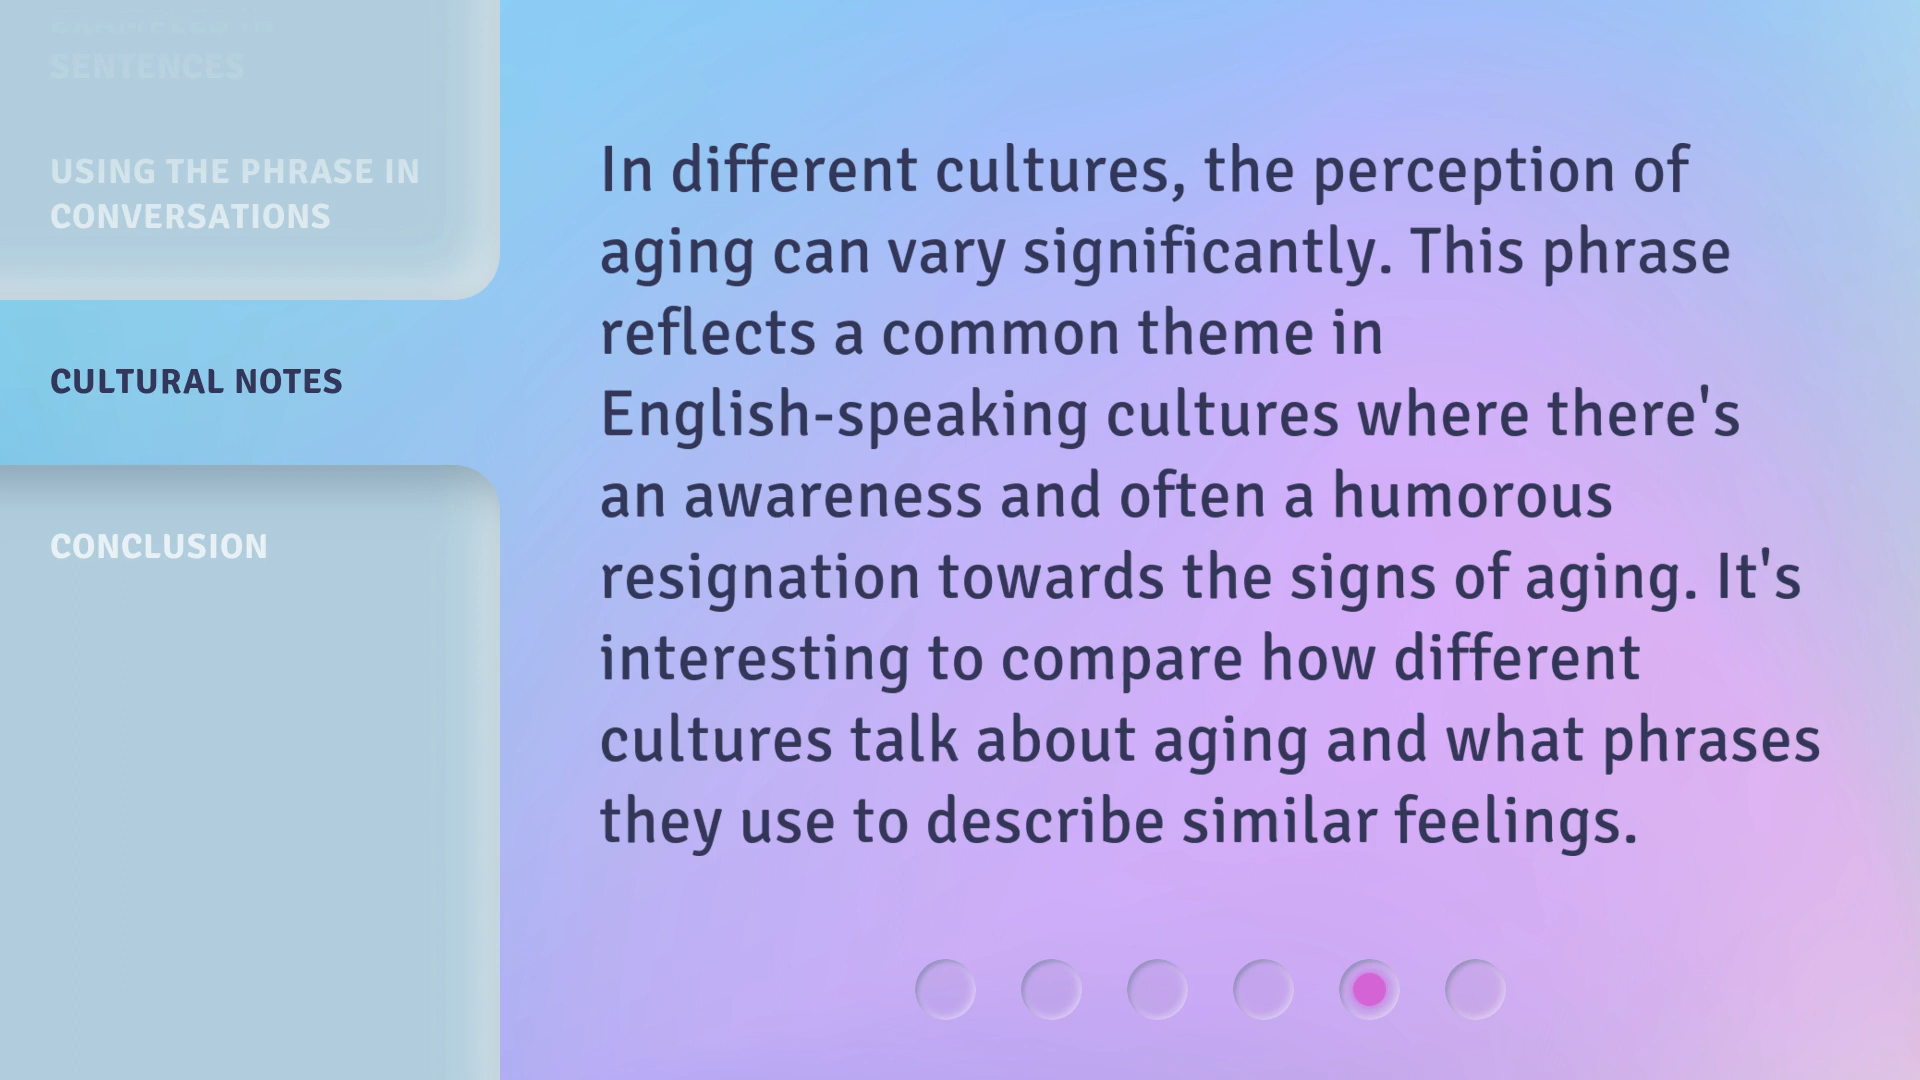 EXAMPLES IN
SENTENCES
USING THE PHRASE IN
CONVERSATIONS
CULTURAL NOTES
CONCLUSION
In different cultures, the perception of
aging can vary significantly. This phrase
reflects a common theme in
English-speaking cultures where there's
an awareness and often a humorous
resignation towards the signs of aging. It's
interesting to compare how different
cultures talk about aging and what phrases
they use to describe similar feelings.